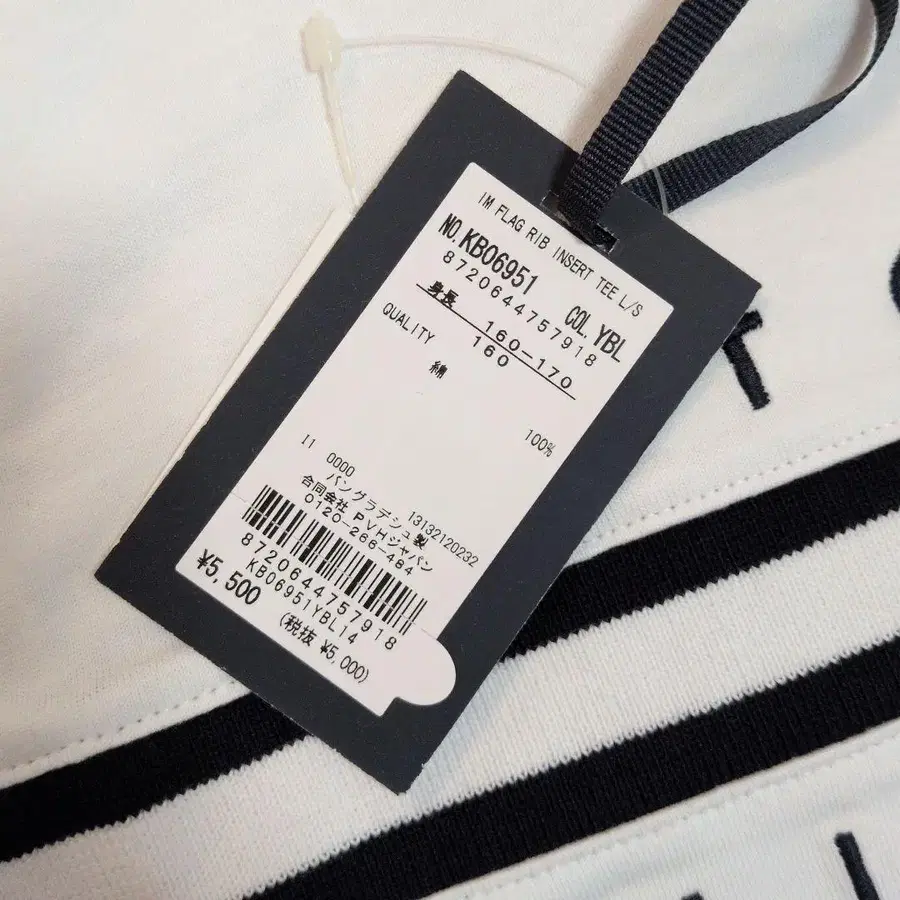 IM FLAG RIB INSERT TEE L/S
NO. KB06951 COL. YBL
8720644757918
身長 160-170
160
QUALITY
綿 100%
I1 0000 13132120232
バングラデシュ製
合同会社 PVHジャパン
0120-266-484
8720644757918
KB06951YBL14
¥5,500
(税抜 ¥5,000)
T